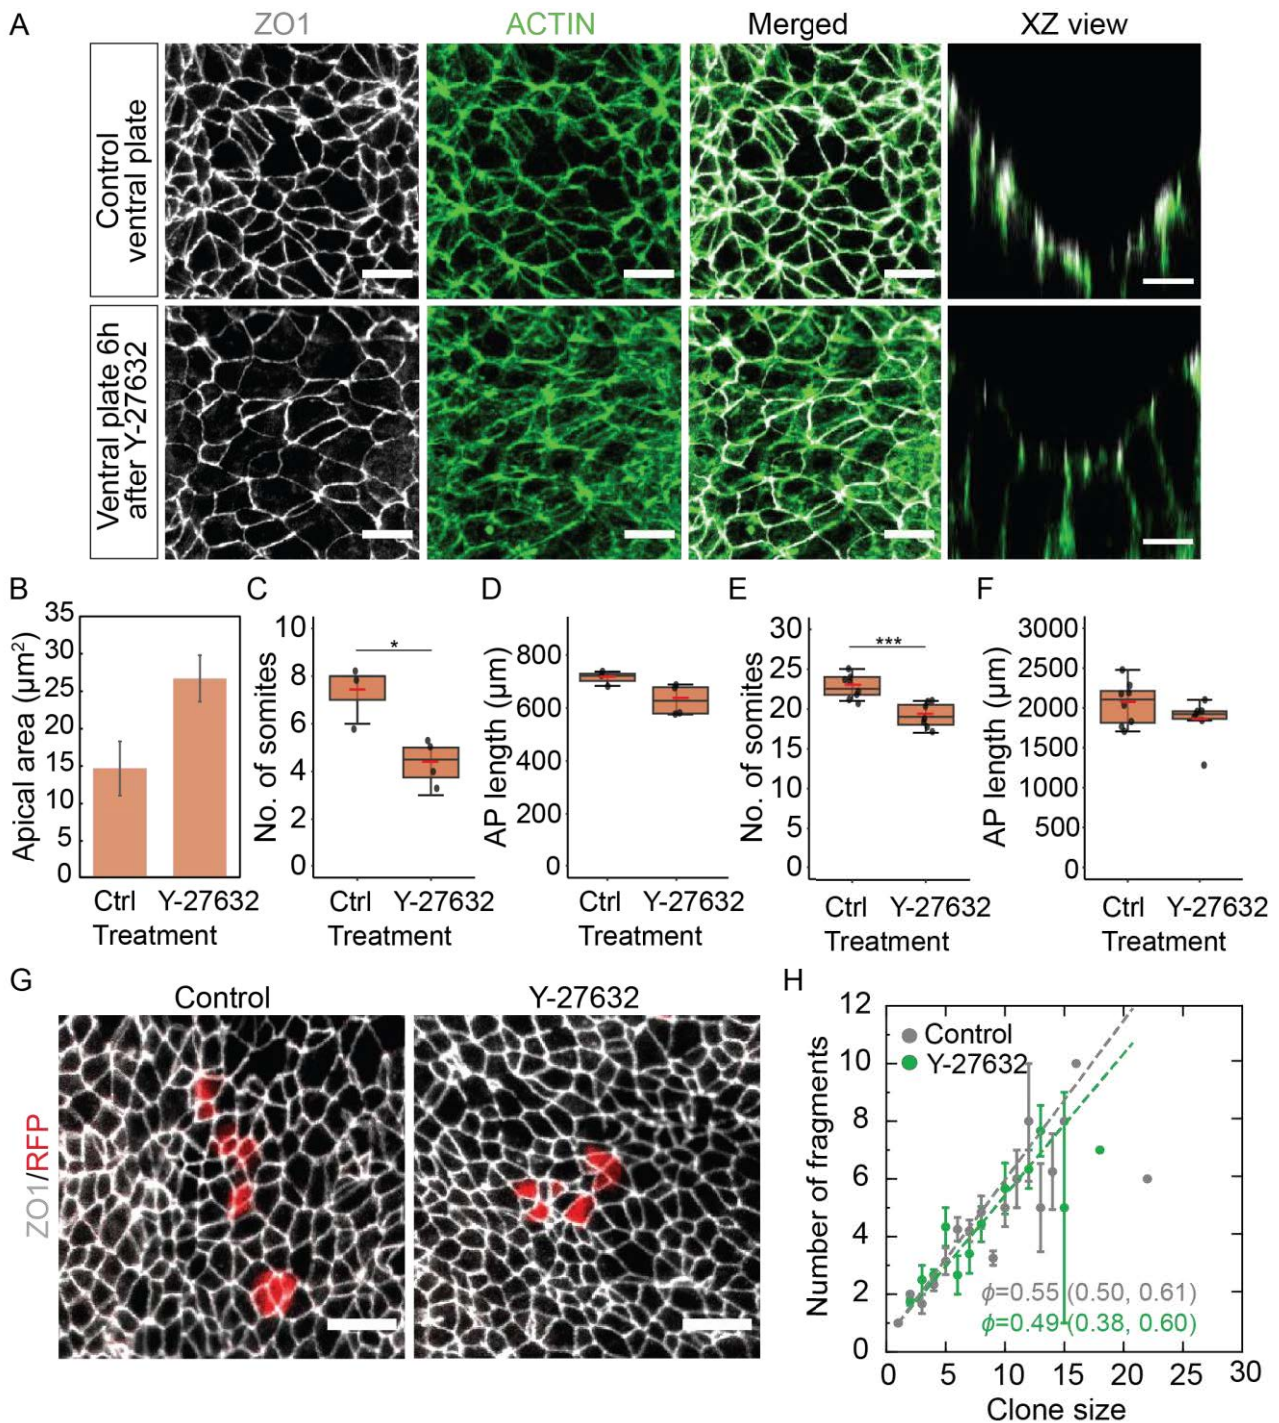 A
ZO1
ACTIN
Merged
XZ view
Control
ventral plate
Ventral plate 6h
after Y-27632
B
Apical area (µm²)
35
30
25
20
15
10
5
0
Ctrl
Y-27632
Treatment
C
No. of somites
10
8
6
4
2
0
*
Ctrl
Y-27632
Treatment
D
AP length (µm)
800
600
400
200
0
Ctrl
Y-27632
Treatment
E
No. of somites
30
25
20
15
10
5
0
***
Ctrl
Y-27632
Treatment
F
AP length (µm)
3000
2500
2000
1500
1000
500
0
Ctrl
Y-27632
Treatment
G
Control
Y-27632
ZO1/RFP
H
Number of fragments
12
10
8
6
4
2
0
Control
Y-27632
ϕ=0.55 (0.50, 0.61)
ϕ=0.49 (0.38, 0.60)
0 5 10 15 20 25 30
Clone size